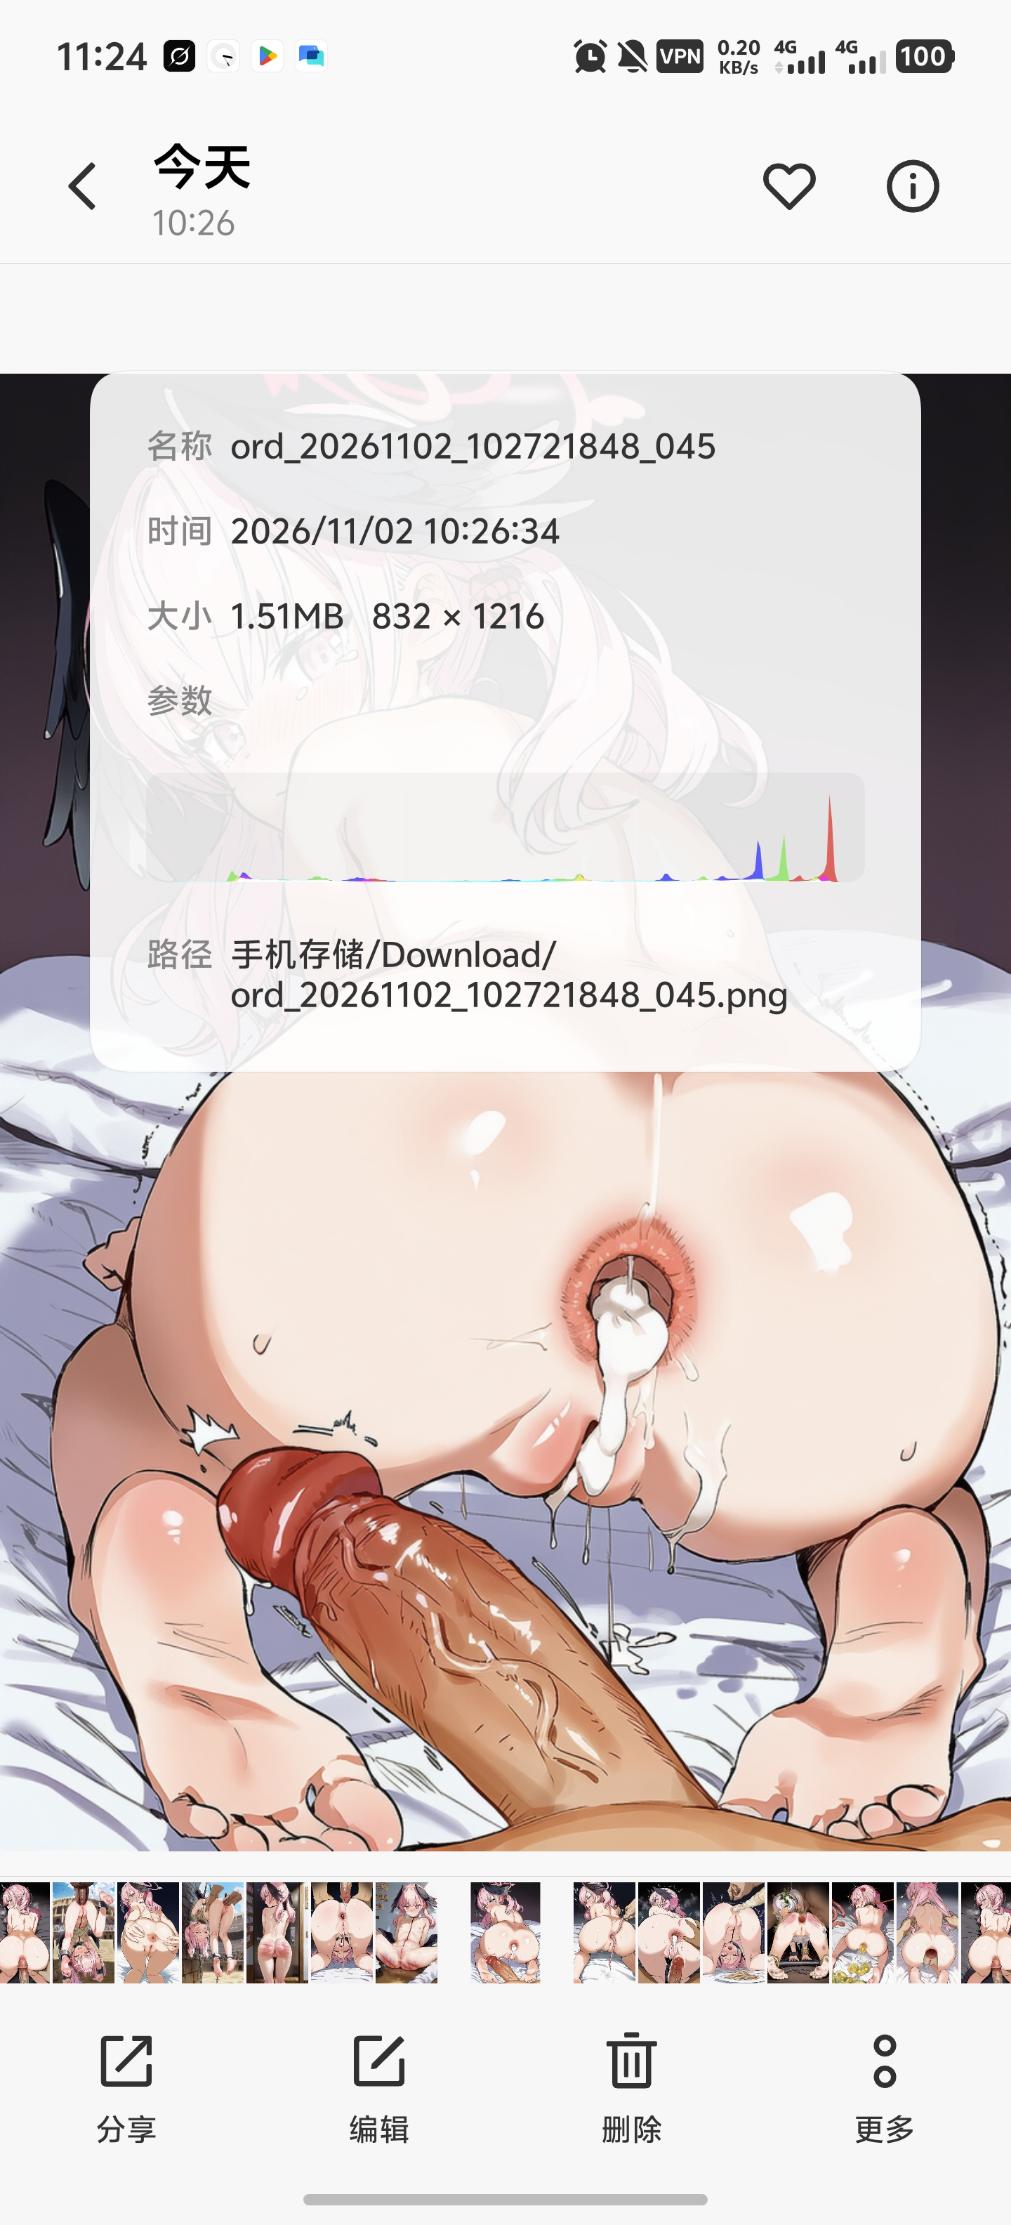 11:24
VPN
0.20
KB/s
4G
4G
100
今天
10:26
名称 ord_20261102_102721848_045
时间 2026/11/02 10:26:34
大小 1.51MB 832 × 1216
参数
路径 手机存储/Download/
ord_20261102_102721848_045.png
分享
编辑
删除
更多